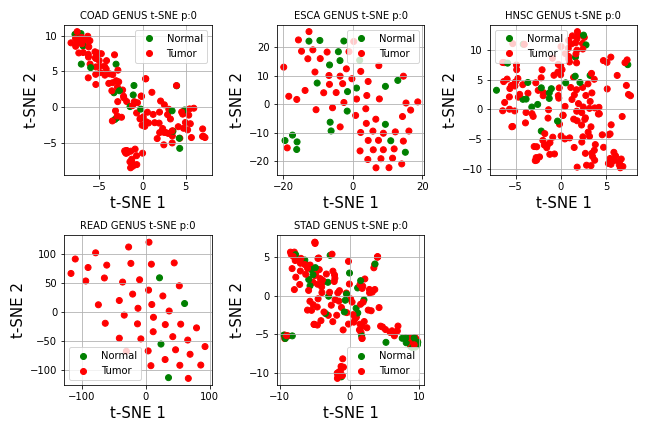 COAD GENUS t-SNE p:0
10
5
0
−5
t-SNE 2
−5
0
5
t-SNE 1
Normal
Tumor
ESCA GENUS t-SNE p:0
20
10
0
−10
−20
t-SNE 2
−20
0
20
t-SNE 1
Normal
Tumor
HNSC GENUS t-SNE p:0
10
5
0
−5
−10
t-SNE 2
−5
0
5
t-SNE 1
Normal
Tumor
READ GENUS t-SNE p:0
100
50
0
−50
−100
t-SNE 2
−100
0
100
t-SNE 1
Normal
Tumor
STAD GENUS t-SNE p:0
5
0
−5
−10
t-SNE 2
−10
−5
0
5
10
t-SNE 1
Normal
Tumor